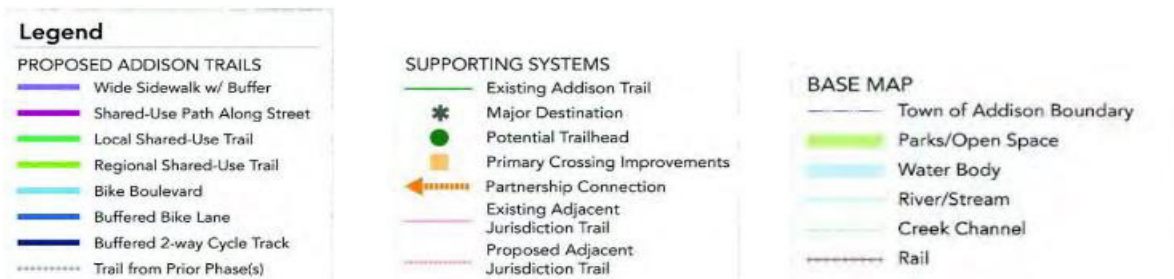 Legend
PROPOSED ADDISON TRAILS
Wide Sidewalk w/ Buffer
Shared-Use Path Along Street
Local Shared-Use Trail
Regional Shared-Use Trail
Bike Boulevard
Buffered Bike Lane
Buffered 2-way Cycle Track
Trail from Prior Phase(s)
SUPPORTING SYSTEMS
Existing Addison Trail
Major Destination
Potential Trailhead
Primary Crossing Improvements
Partnership Connection
Existing Adjacent
Jurisdiction Trail
Proposed Adjacent
Jurisdiction Trail
BASE MAP
Town of Addison Boundary
Parks/Open Space
Water Body
River/Stream
Creek Channel
Rail